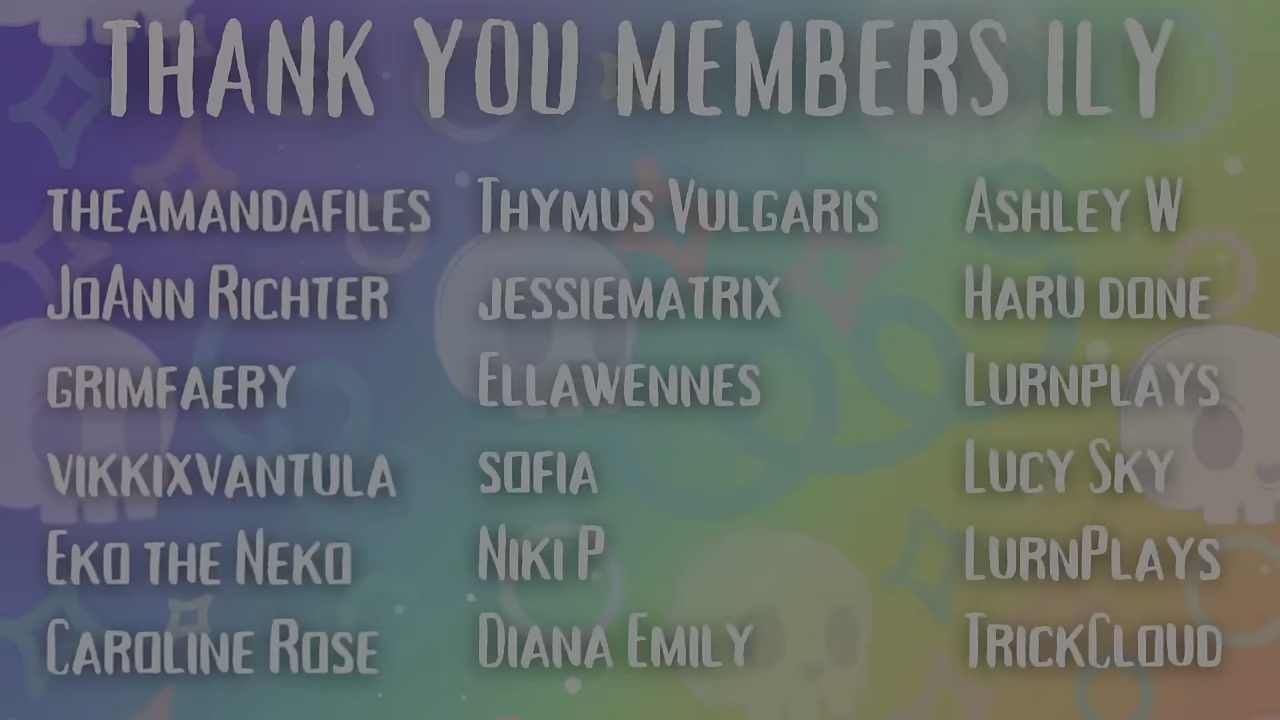 THANK YOU MEMBERS ILY
THEAMANDAFILES
JOANN RICHTER
GRIMFAERY
VIKKIXVANTULA
EKO THE NEKO
CAROLINE ROSE
THYMUS VULGARIS
JESSIEMATRIX
ELLAWENNES
SOFIA
NIKI P
DIANA EMILY
ASHLEY W
HARU DONE
LURNPLAYS
LUCY SKY
LURNPLAYS
TRICKCLOUD